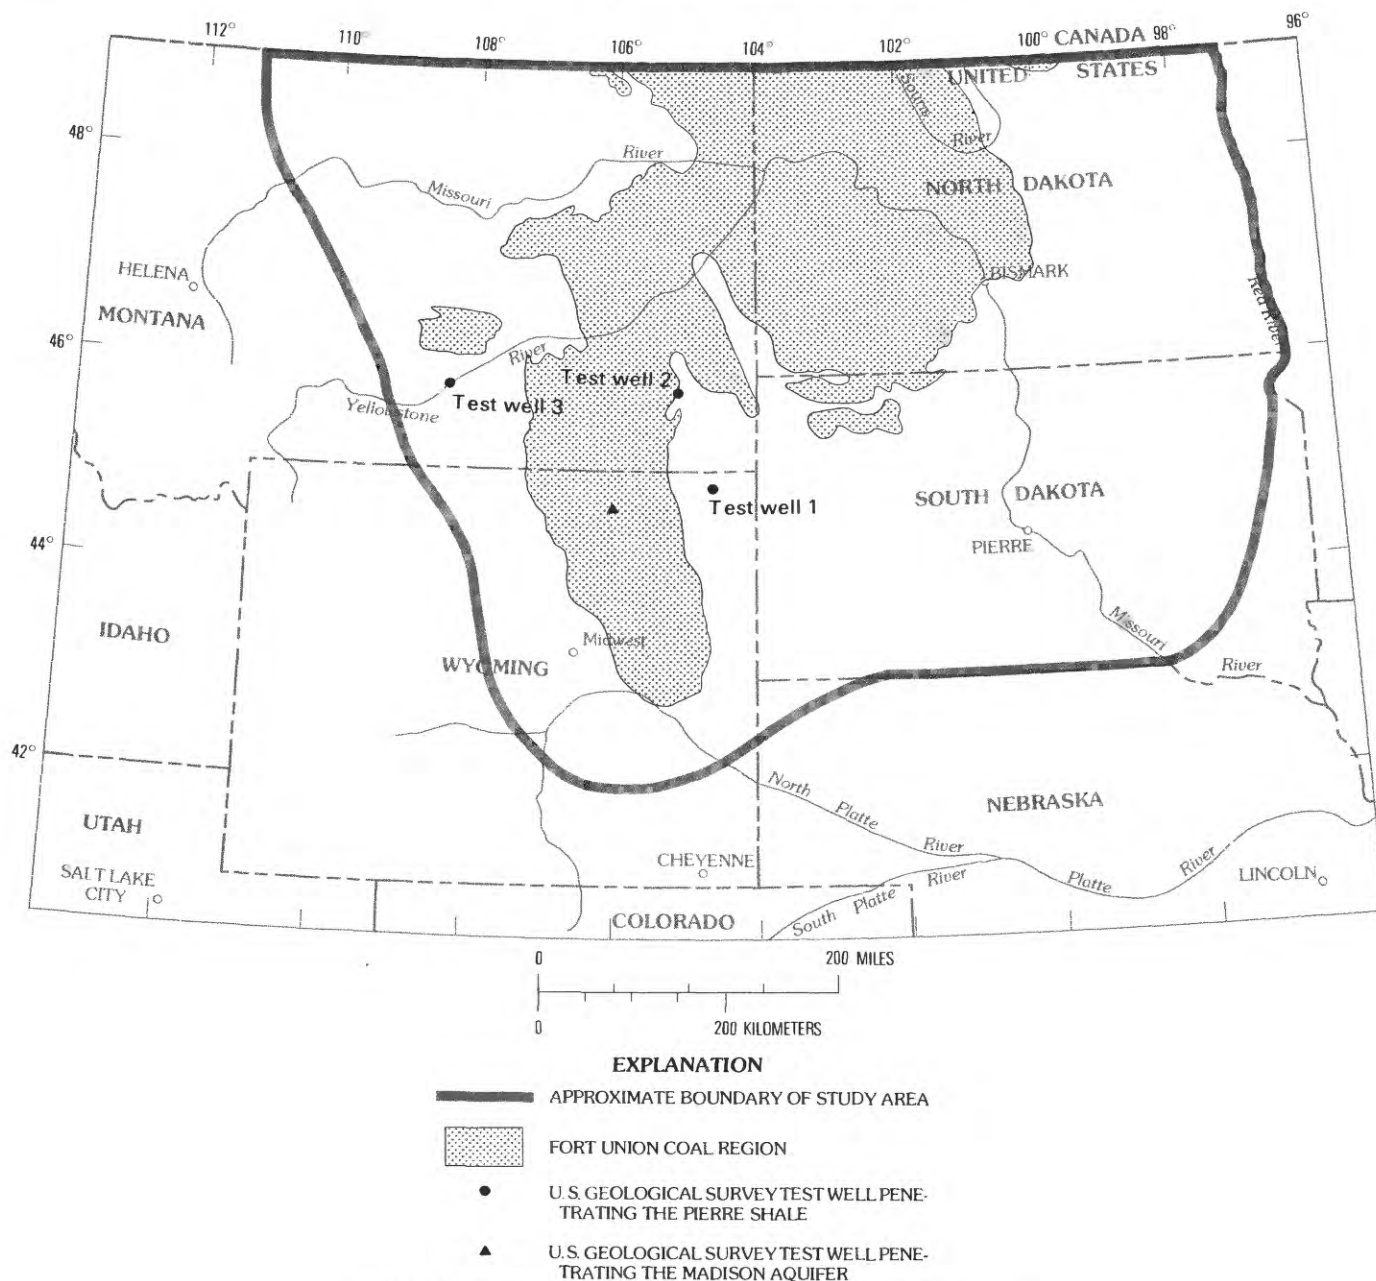 112°
110°
108°
106°
104°
102°
100°
CANADA
98°
96°
UNITED STATES
48°
Souris
River
River
Missouri
NORTH DAKOTA
HELENA
BISMARK
MONTANA
Red River
46°
River
Test well 2
Test well 3
Yellowstone
Test well 1
SOUTH DAKOTA
44°
PIERRE
IDAHO
Midwest
Missouri
WYOMING
River
42°
North
Platte
NEBRASKA
UTAH
River
River
CHEYENNE
River
Platte
LINCOLN
SALT LAKE
CITY
COLORADO
South
Platte
0
200 MILES
0
200 KILOMETERS
EXPLANATION
APPROXIMATE BOUNDARY OF STUDY AREA
FORT UNION COAL REGION
U.S. GEOLOGICAL SURVEY TEST WELL PENE-
TRATING THE PIERRE SHALE
U.S. GEOLOGICAL SURVEY TEST WELL PENE-
TRATING THE MADISON AQUIFER